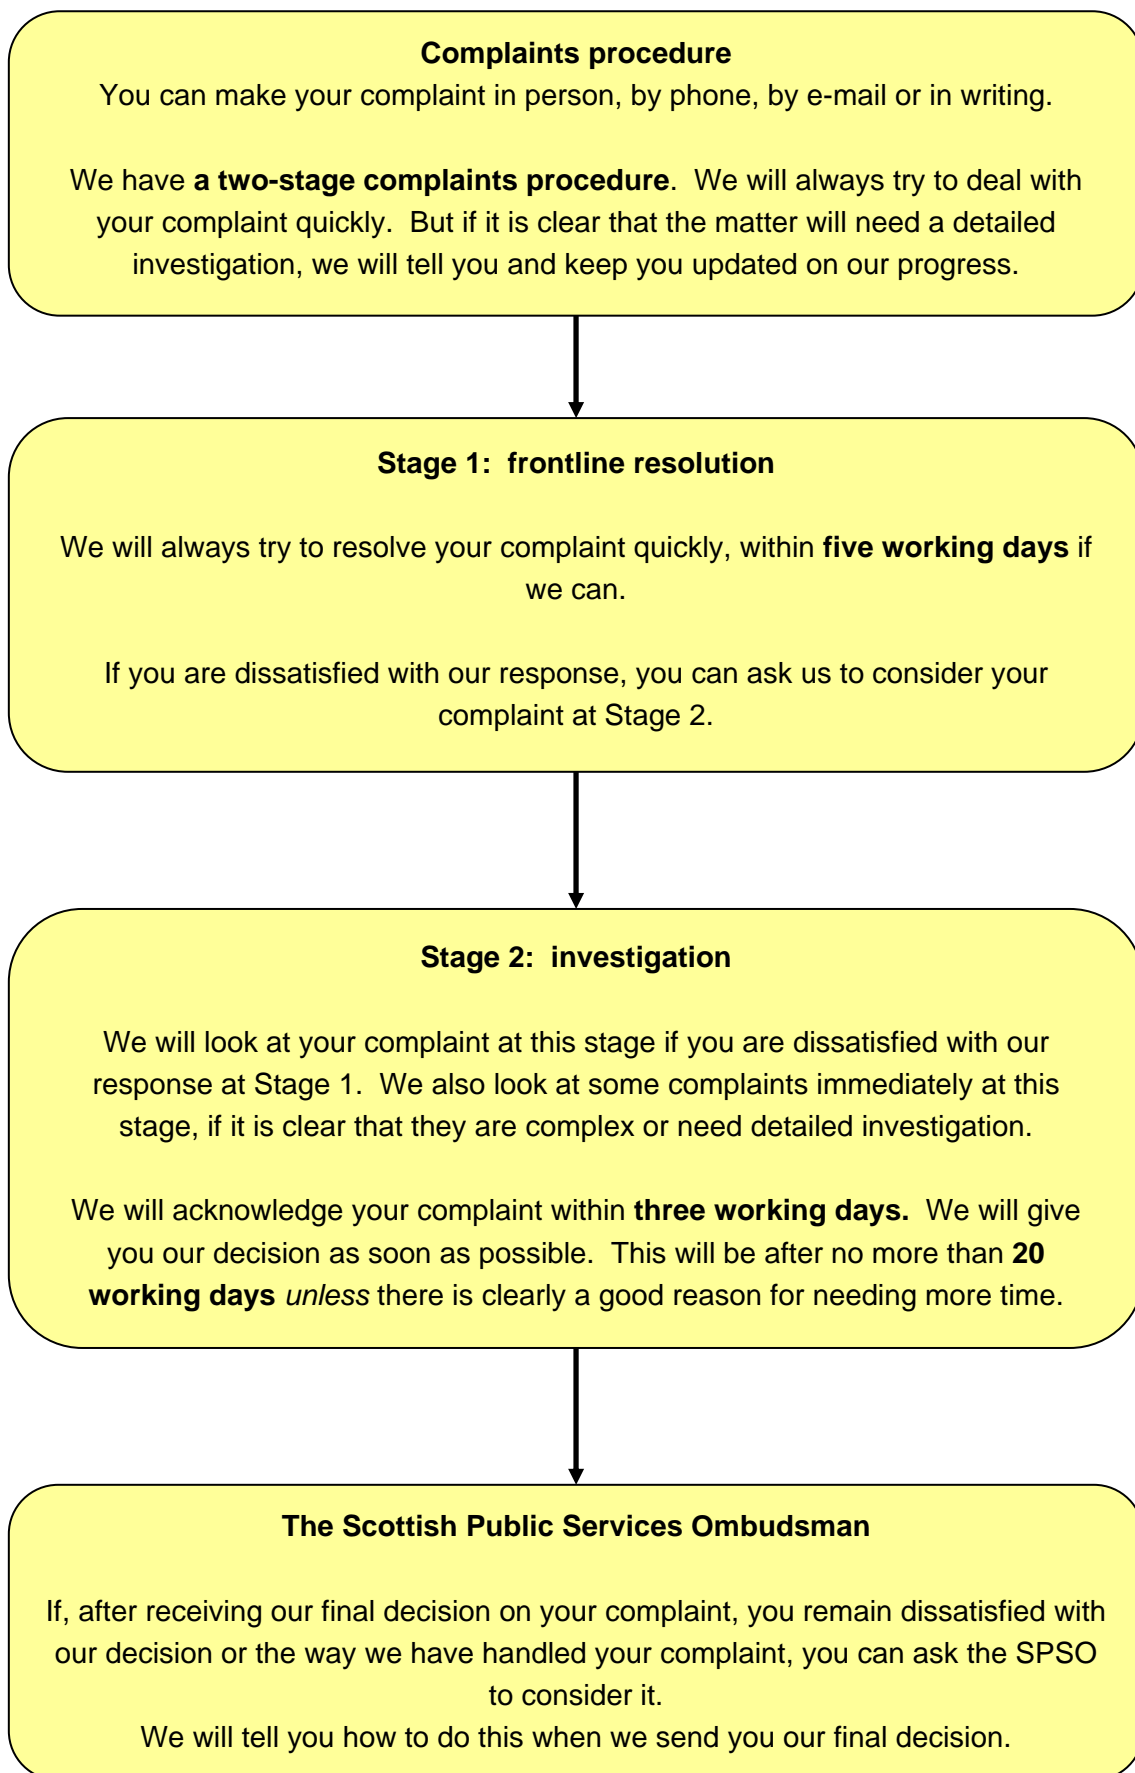 Complaints procedure
You can make your complaint in person, by phone, by e-mail or in writing.
We have a two-stage complaints procedure.  We will always try to deal with
your complaint quickly.  But if it is clear that the matter will need a detailed
investigation, we will tell you and keep you updated on our progress.
Stage 1:  frontline resolution
We will always try to resolve your complaint quickly, within five working days if
we can.
If you are dissatisfied with our response, you can ask us to consider your
complaint at Stage 2.
Stage 2:  investigation
We will look at your complaint at this stage if you are dissatisfied with our
response at Stage 1.  We also look at some complaints immediately at this
stage, if it is clear that they are complex or need detailed investigation.
We will acknowledge your complaint within three working days.  We will give
you our decision as soon as possible.  This will be after no more than 20
working days unless there is clearly a good reason for needing more time.
The Scottish Public Services Ombudsman
If, after receiving our final decision on your complaint, you remain dissatisfied with
our decision or the way we have handled your complaint, you can ask the SPSO
to consider it.
We will tell you how to do this when we send you our final decision.